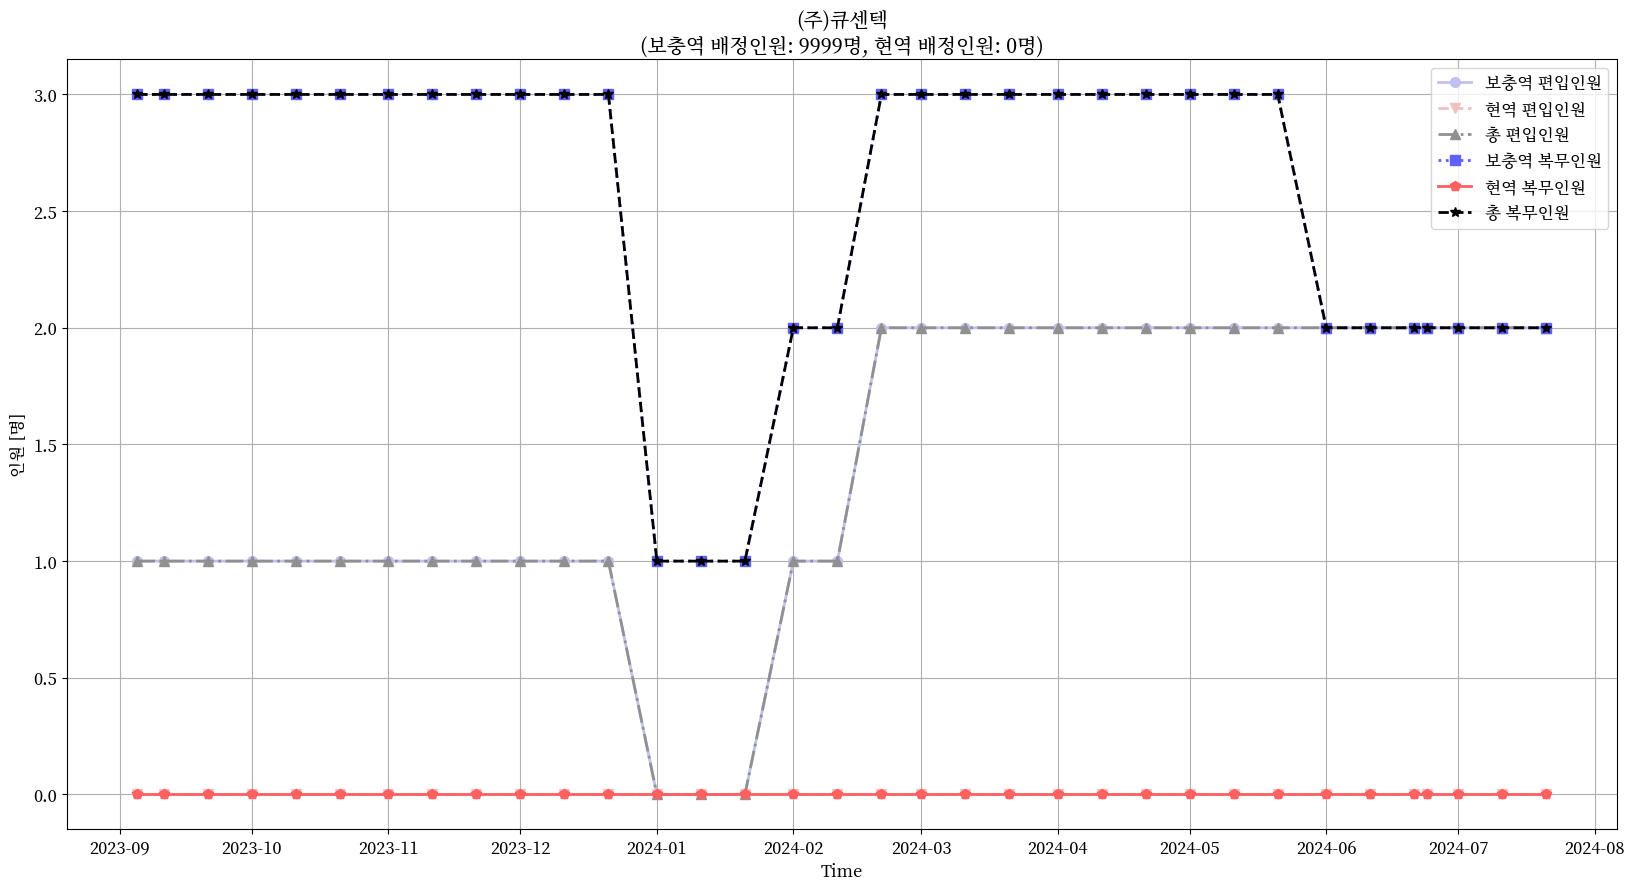 (주)큐센텍
(보충역 배정인원: 9999명, 현역 배정인원: 0명)
보충역 편입인원
현역 편입인원
총 편입인원
보충역 복무인원
현역 복무인원
총 복무인원
3.0
2.5
2.0
1.5
1.0
0.5
0.0
인원 [명]
2023-09 2023-10 2023-11 2023-12 2024-01 2024-02 2024-03 2024-04 2024-05 2024-06 2024-07 2024-08
Time